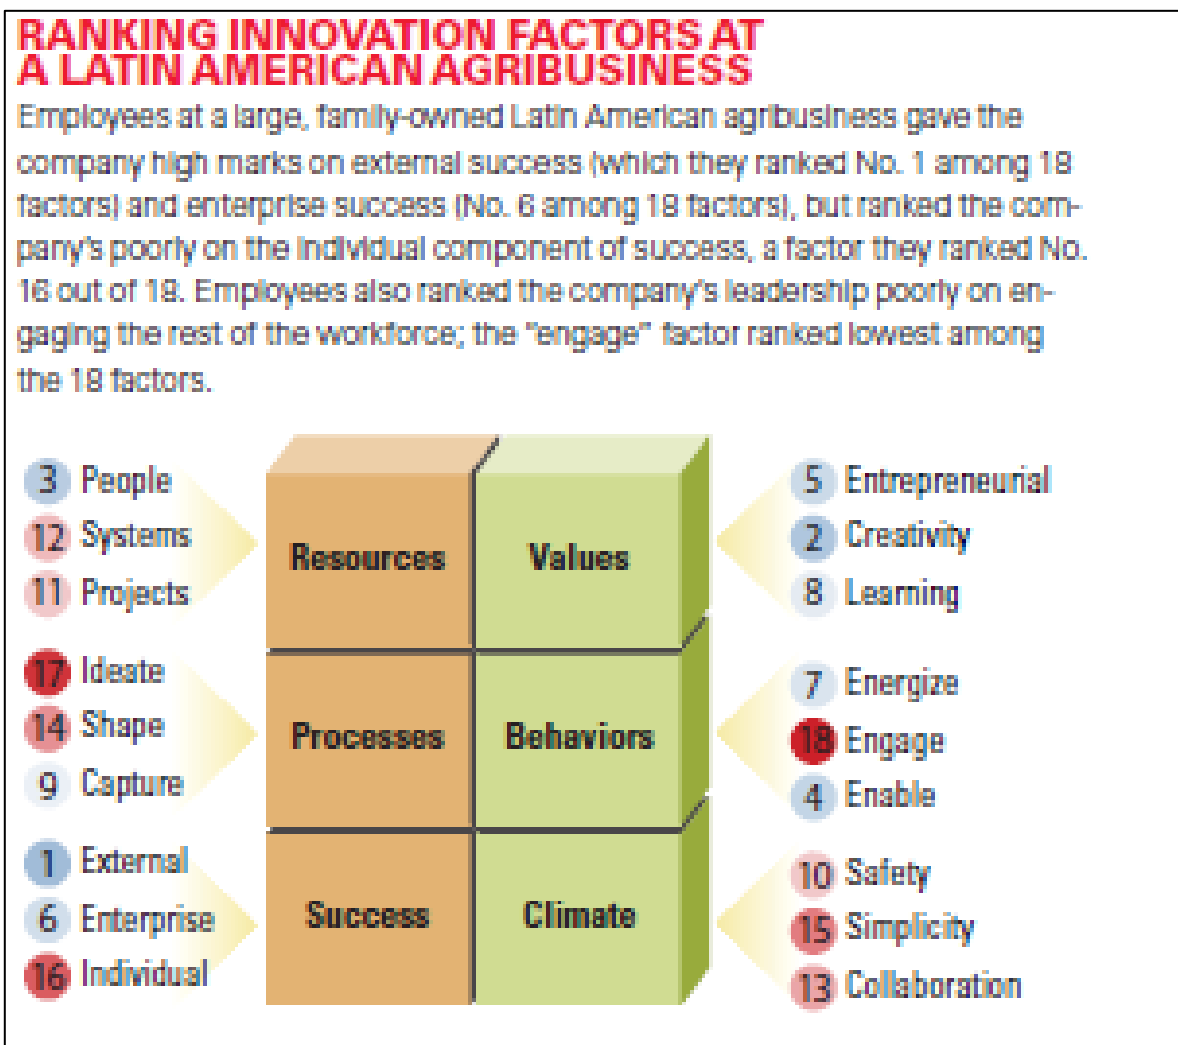 RANKING INNOVATION FACTORS AT
A LATIN AMERICAN AGRIBUSINESS
Employees at a large, family-owned Latin American agribusiness gave the
company high marks on external success (which they ranked No. 1 among 18
factors) and enterprise success (No. 6 among 18 factors), but ranked the com-
pany's poorly on the individual component of success, a factor they ranked No.
16 out of 18. Employees also ranked the company's leadership poorly on en-
gaging the rest of the workforce; the "engage" factor ranked lowest among
the 18 factors.
3 People
12 Systems
11 Projects
Resources
Values
5 Entrepreneurial
2 Creativity
8 Learning
17 Ideate
14 Shape
9 Capture
Processes
Behaviors
7 Energize
18 Engage
4 Enable
1 External
6 Enterprise
16 Individual
Success
Climate
10 Safety
15 Simplicity
13 Collaboration